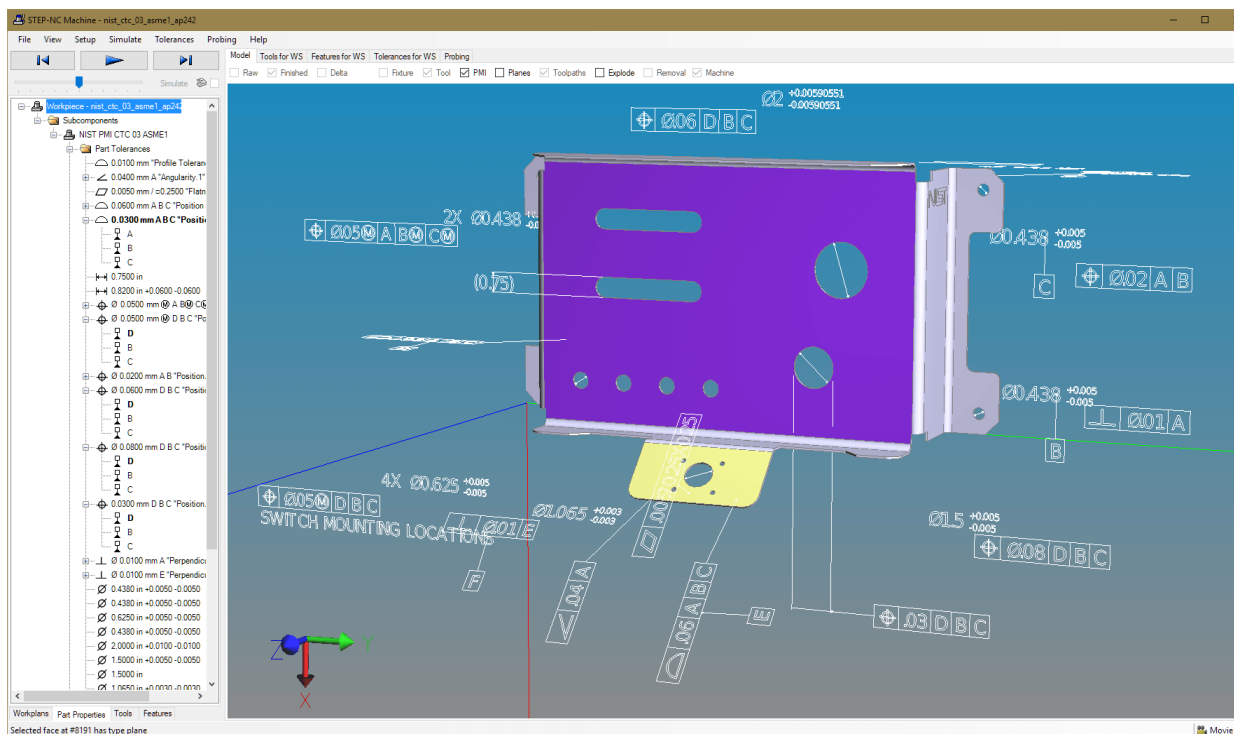 STEP-NC Machine - nist_ctc_03_asme1_ap242
File View Setup Simulate Tolerances Probing Help
Simulate
Model Tools for WS Features for WS Tolerances for WS Probing
Raw Finished Delta Fixture Tool PMI Planes Toolpaths Explode Removal Machine
Workpiece - nist_ctc_03_asme1_ap242
Subcomponents
NIST PMI CTC 03 ASME1
Part Tolerances
0.0100 mm "Profile Toleran
0.0400 mm A "Angularity.1"
0.0050 mm / =0.2500 "Flatn
0.0600 mm A B C "Position
0.0300 mm A B C "Positio
A
B
C
0.7500 in
0.8200 in +0.0600 -0.0600
Ø 0.0500 mm Ⓜ A BⓂ CⓂ
Ø 0.0500 mm Ⓜ D B C "Po
D
B
C
Ø 0.0200 mm A B "Position.
Ø 0.0600 mm D B C "Positi
D
B
C
Ø 0.0800 mm D B C "Positi
D
B
C
0.0300 mm D B C "Position.
D
B
C
Ø 0.0100 mm A "Perpendicu
Ø 0.0100 mm E "Perpendicu
0.4380 in +0.0050 -0.0050
0.4380 in +0.0050 -0.0050
0.6250 in +0.0050 -0.0050
0.4380 in +0.0050 -0.0050
2.0000 in +0.0100 -0.0100
1.5000 in +0.0050 -0.0050
1.5000 in
1.0650 in +0.0030 -0.0030
Workplans Part Properties Tools Features
Selected face at #8191 has type plane
Movie
Ø2 +0.00590551 -0.00590551
Ø.06 D B C
NIST
2X Ø0.438
Ø.05Ⓜ A BⓂ CⓂ
(0.75)
Ø0.438 +0.005 -0.005
C
Ø.02 A B
Ø0.438 +0.005 -0.005
Ø.01 A
B
4X Ø0.625 +0.005 -0.005
Ø.05Ⓜ D B C
SWITCH MOUNTING LOCATIONS
Ø1.065 +0.003 -0.003
Ø.01 E
F
.04 A
.06 A B C
E
Ø1.5 +0.005 -0.005
Ø.08 D B C
.03 D B C
Z
Y
X